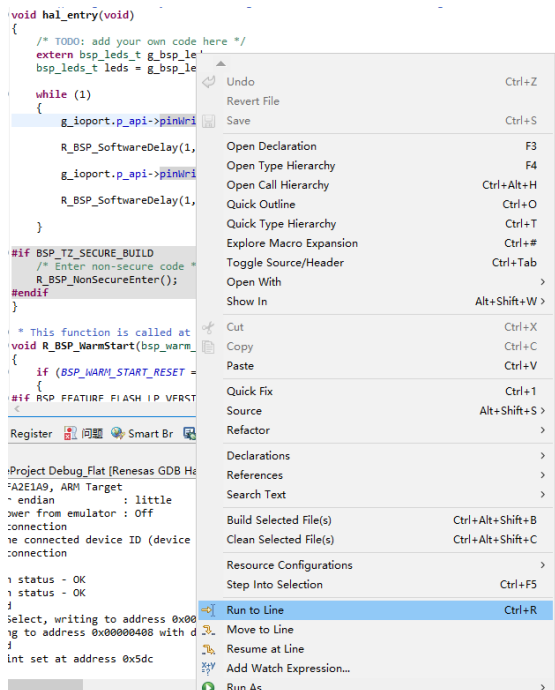 void hal_entry(void)
{
/* TODO: add your own code here */
extern bsp_leds_t g_bsp_le
bsp_leds_t leds = g_bsp_le
while (1)
{
g_ioport.p_api->pinWri
R_BSP_SoftwareDelay(1,
g_ioport.p_api->pinWri
R_BSP_SoftwareDelay(1,
}
#if BSP_TZ_SECURE_BUILD
/* Enter non-secure code *
R_BSP_NonSecureEnter();
#endif
}
* This function is called at
void R_BSP_WarmStart(bsp_warm_
{
if (BSP_WARM_START_RESET =
{
#if BSP_FEATURE_FLASH_LP_VERSI
Register 问题 Smart Br
eProject Debug_Flat [Renesas GDB Ha
FA2E1A9, ARM Target
r endian : little
ower from emulator : Off
connection
ne connected device ID (device
connection
n status - OK
n status - OK
d
Select, writing to address 0x00
ng to address 0x00000408 with d
d
int set at address 0x5dc
Undo Ctrl+Z
Revert File
Save Ctrl+S
Open Declaration F3
Open Type Hierarchy F4
Open Call Hierarchy Ctrl+Alt+H
Quick Outline Ctrl+O
Quick Type Hierarchy Ctrl+T
Explore Macro Expansion Ctrl+#
Toggle Source/Header Ctrl+Tab
Open With >
Show In Alt+Shift+W >
Cut Ctrl+X
Copy Ctrl+C
Paste Ctrl+V
Quick Fix Ctrl+1
Source Alt+Shift+S >
Refactor >
Declarations >
References >
Search Text >
Build Selected File(s) Ctrl+Alt+Shift+B
Clean Selected File(s) Ctrl+Alt+Shift+C
Resource Configurations >
Step Into Selection Ctrl+F5
Run to Line Ctrl+R
Move to Line
Resume at Line
Add Watch Expression...
Run As >